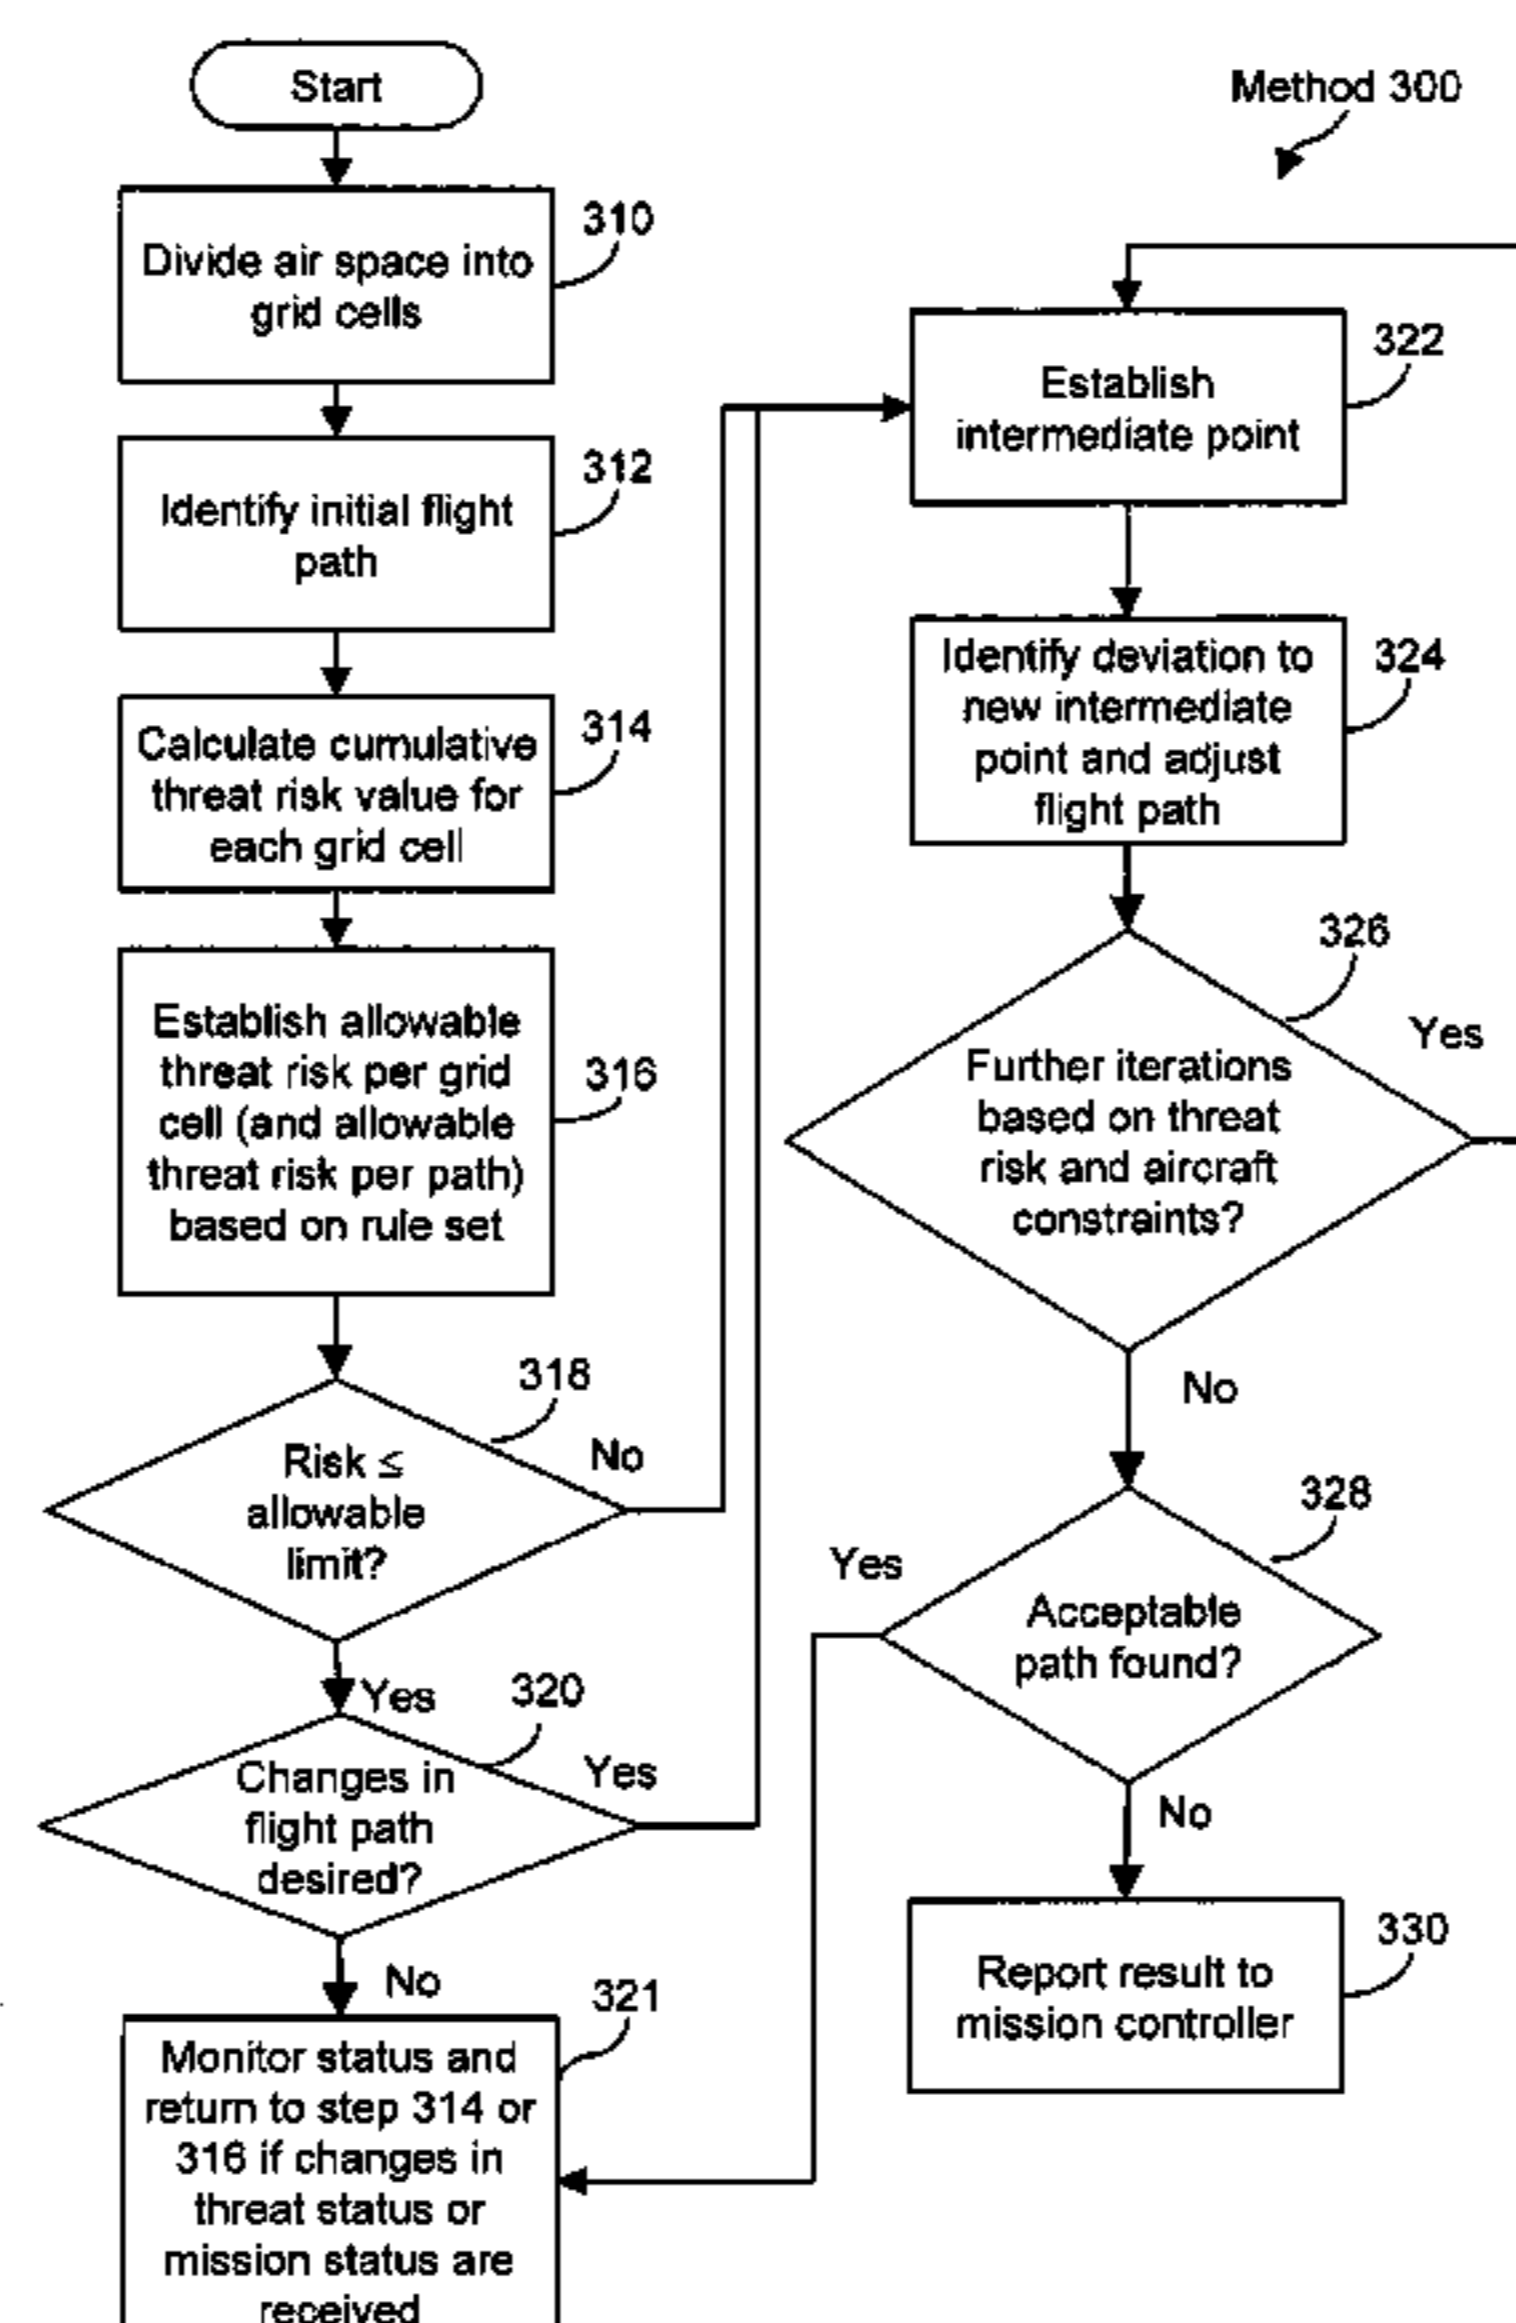 Start
Method 300
310
Divide air space into
grid cells
312
Identify initial flight
path
314
Calculate cumulative
threat risk value for
each grid cell
316
Establish allowable
threat risk per grid
cell (and allowable
threat risk per path)
based on rule set
318
Risk ≤
allowable
limit?
No
Yes
320
Changes in
flight path
desired?
Yes
No
321
Monitor status and
return to step 314 or
316 if changes in
threat status or
mission status are
received
322
Establish
intermediate point
324
Identify deviation to
new intermediate
point and adjust
flight path
326
Further iterations
based on threat
risk and aircraft
constraints?
Yes
No
328
Acceptable
path found?
Yes
No
330
Report result to
mission controller